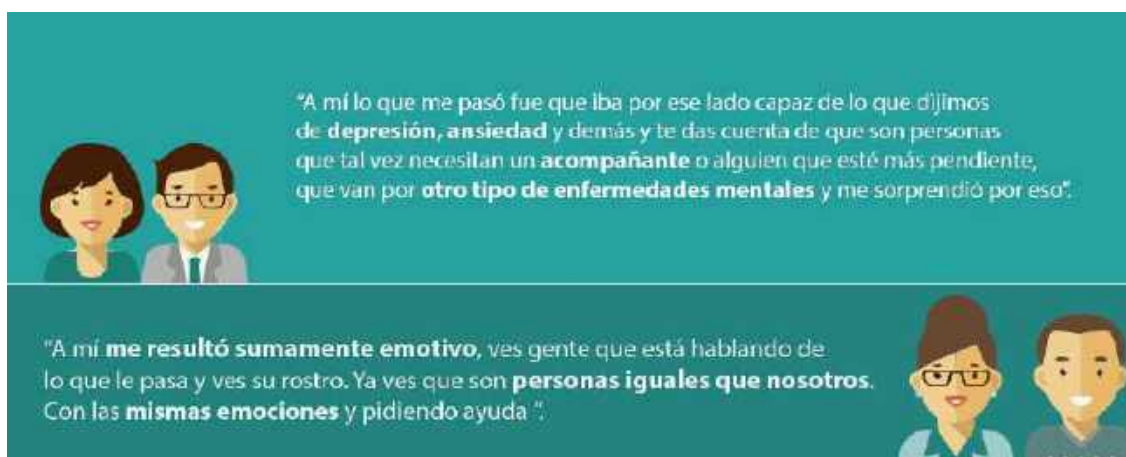 "A mí lo que me pasó fue que iba por ese lado capaz de lo que dijimos
de depresión, ansiedad y demás y te das cuenta de que son personas
que tal vez necesitan un acompañante o alguien que esté más pendiente,
que van por otro tipo de enfermedades mentales y me sorprendió por eso".
"A mí me resultó sumamente emotivo, ves gente que está hablando de
lo que le pasa y ves su rostro. Ya ves que son personas iguales que nosotros.
Con las mismas emociones y pidiendo ayuda ".